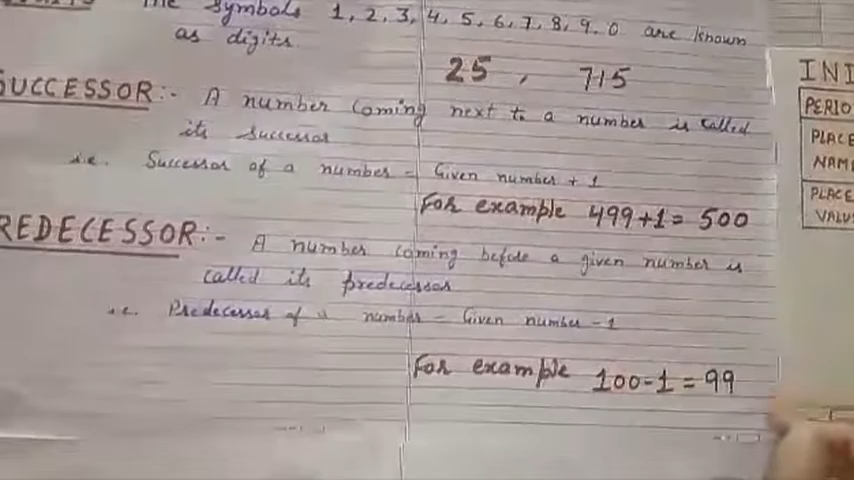 The symbols 1, 2, 3, 4, 5, 6, 7, 8, 9, 0 are known
as digits.
25 , 715
SUCCESSOR:- A number coming next to a number is called
its successor
i.e. Successor of a number = Given number + 1
For example 499+1= 500
PREDECESSOR:- A number coming before a given number is
called its predecessor
i.e. Predecessor of a number = Given number - 1
For example 100-1 = 99
INDI
PERIO
PLACE
NAME
PLACE
VALUE